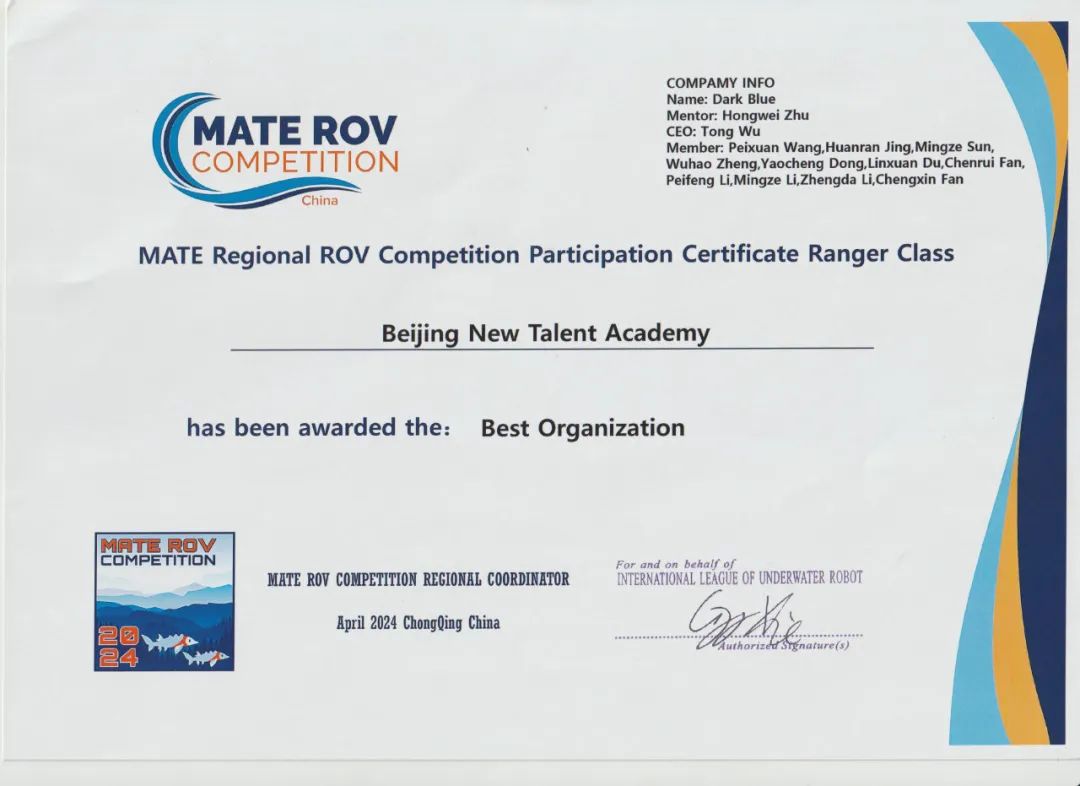 MATE ROV
COMPETITION
China
COMPAMY INFO
Name: Dark Blue
Mentor: Hongwei Zhu
CEO: Tong Wu
Member: Peixuan Wang,Huanran Jing,Mingze Sun,
Wuhao Zheng,Yaocheng Dong,Linxuan Du,Chenrui Fan,
Peifeng Li,Mingze Li,Zhengda Li,Chengxin Fan
MATE Regional ROV Competition Participation Certificate Ranger Class
Beijing New Talent Academy
has been awarded the: Best Organization
MATE ROV
COMPETITION
20
24
MATE ROV COMPETITION REGIONAL COORDINATOR
April 2024 ChongQing China
For and on behalf of
INTERNATIONAL LEAGUE OF UNDERWATER ROBOT
Authorized Signature(s)